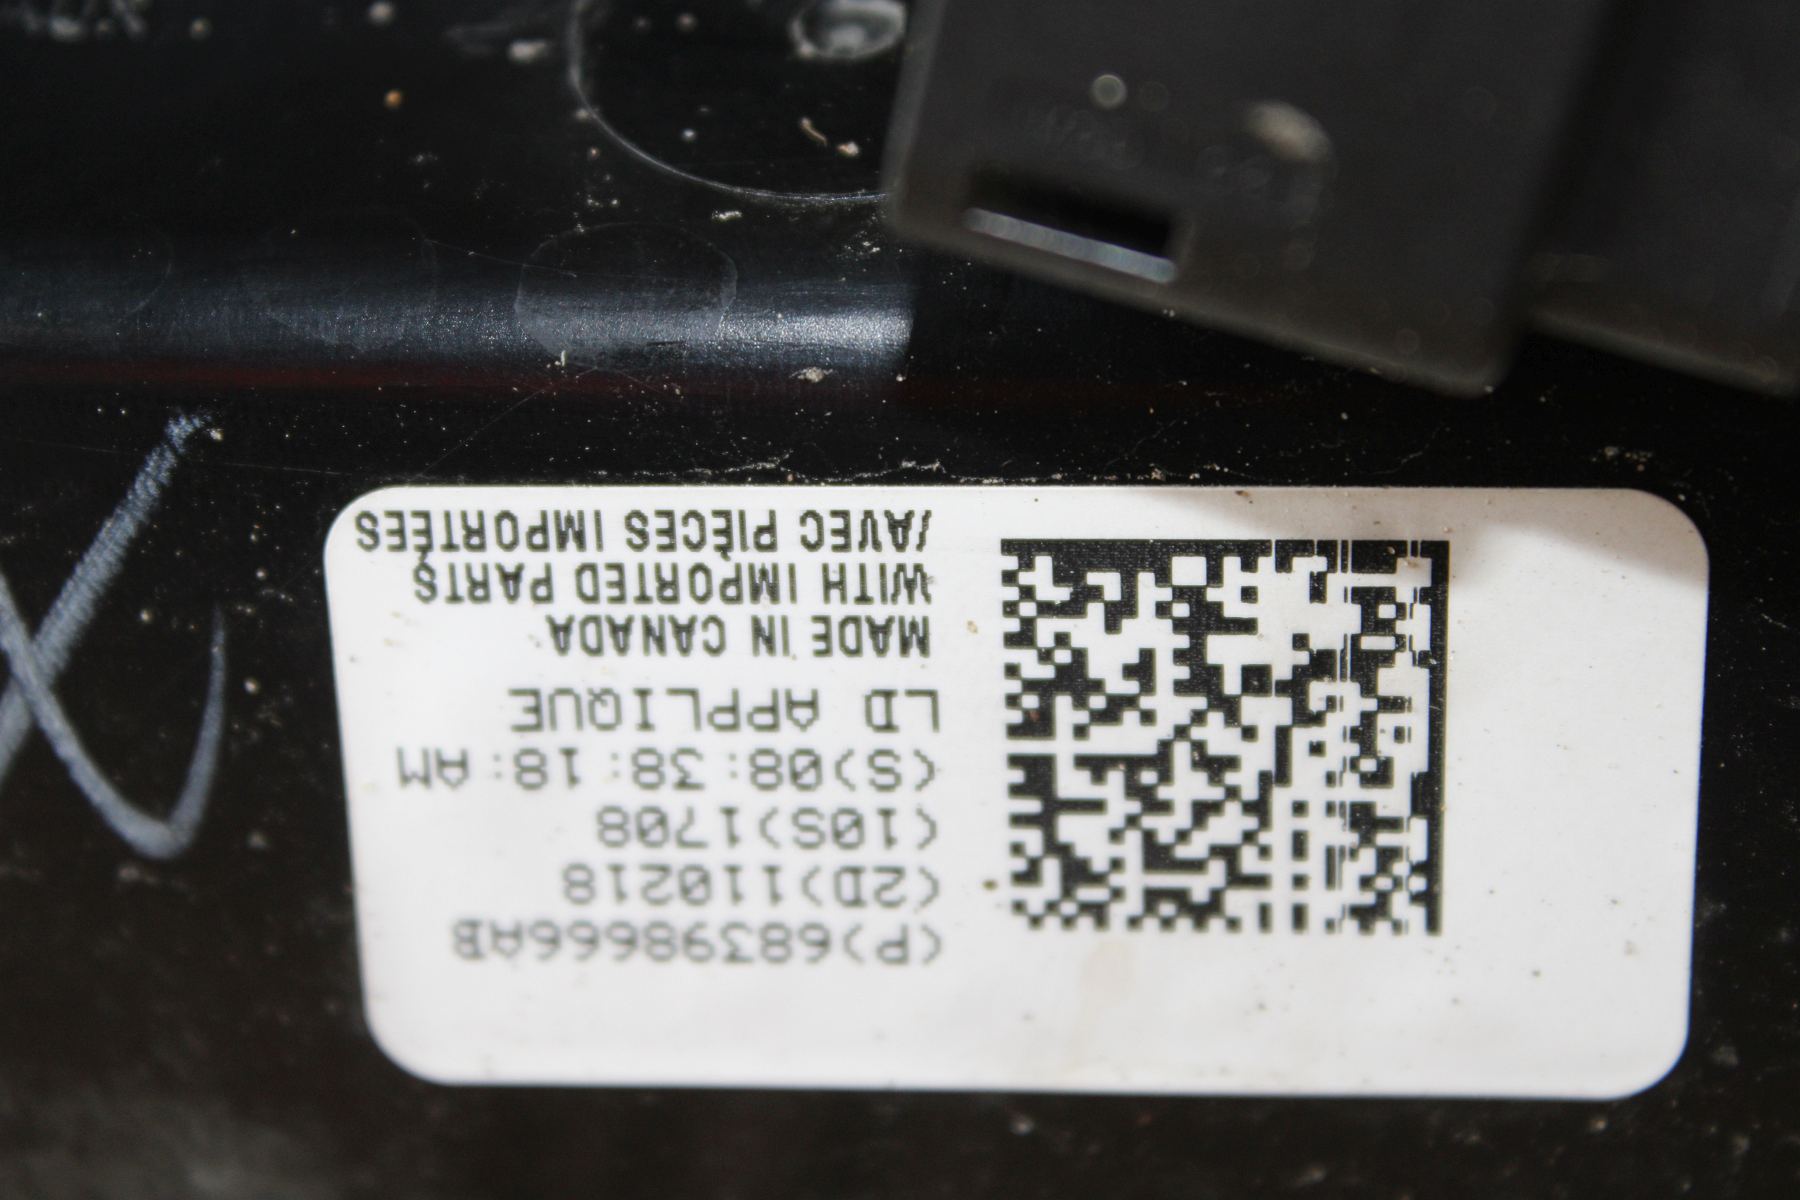 (P)68398666AB
(2D)110218
(10S)1708
(S)08:38:18:AM
LD APPLIQUE
MADE IN CANADA
WITH IMPORTED PARTS
/AVEC PIÈCES IMPORTÉES